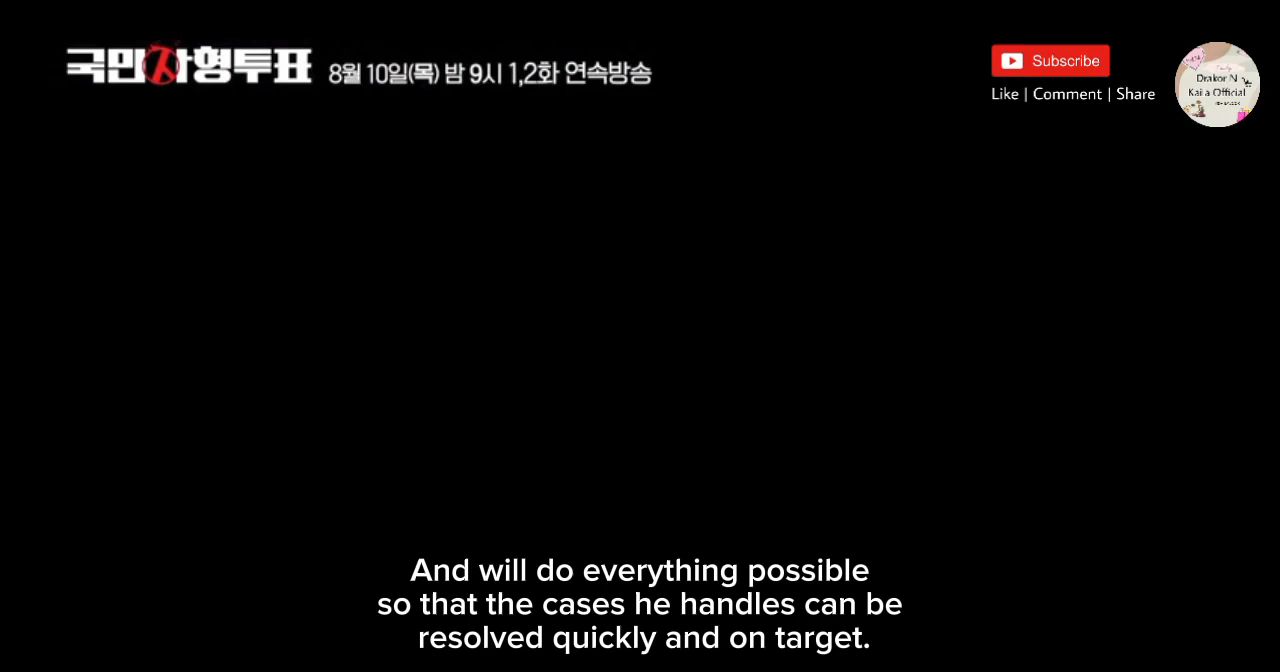 국민사형투표 8월 10일(목) 밤 9시 1,2화 연속방송
Subscribe
Like | Comment | Share
Drakor N
Kaila Official
And will do everything possible
so that the cases he handles can be
resolved quickly and on target.